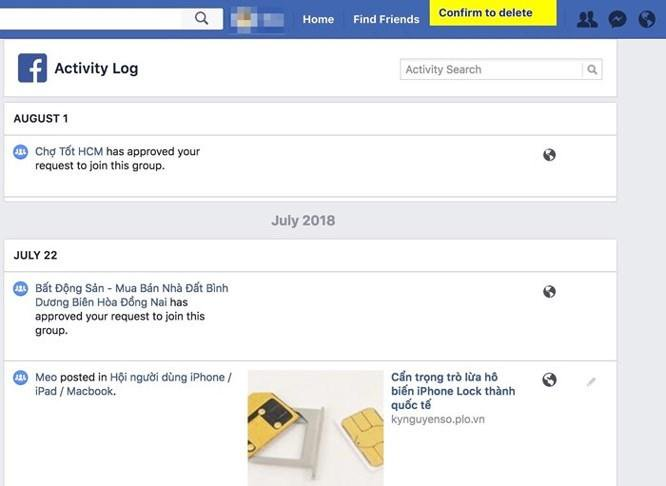 Home
Find Friends
Confirm to delete
Activity Log
Activity Search
AUGUST 1
Chợ Tốt HCM has approved your
request to join this group.
July 2018
JULY 22
Bất Động Sản - Mua Bán Nhà Đất Bình
Dương Biên Hòa Đồng Nai has
approved your request to join this
group.
Meo posted in Hội người dùng iPhone /
iPad / Macbook.
Cẩn trọng trò lừa hô
biến iPhone Lock thành
quốc tế
kynguyenso.plo.vn